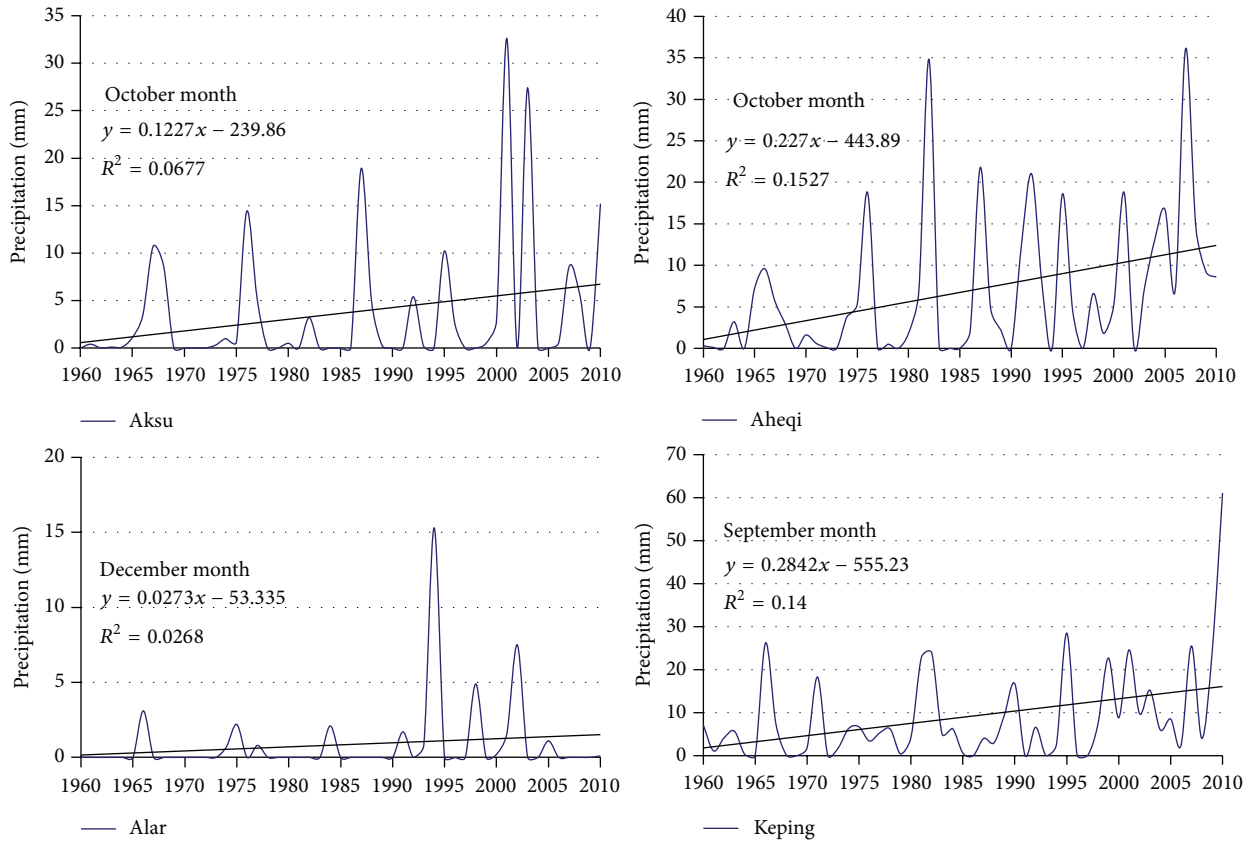 Precipitation (mm)
35
30
25
20
15
10
5
0
October month
y = 0.1227x − 239.86
R² = 0.0677
1960 1965 1970 1975 1980 1985 1990 1995 2000 2005 2010
Aksu
Precipitation (mm)
40
35
30
25
20
15
10
5
0
October month
y = 0.227x − 443.89
R² = 0.1527
1960 1965 1970 1975 1980 1985 1990 1995 2000 2005 2010
Aheqi
Precipitation (mm)
20
15
10
5
0
December month
y = 0.0273x − 53.335
R² = 0.0268
1960 1965 1970 1975 1980 1985 1990 1995 2000 2005 2010
Alar
Precipitation (mm)
70
60
50
40
30
20
10
0
September month
y = 0.2842x − 555.23
R² = 0.14
1960 1965 1970 1975 1980 1985 1990 1995 2000 2005 2010
Keping